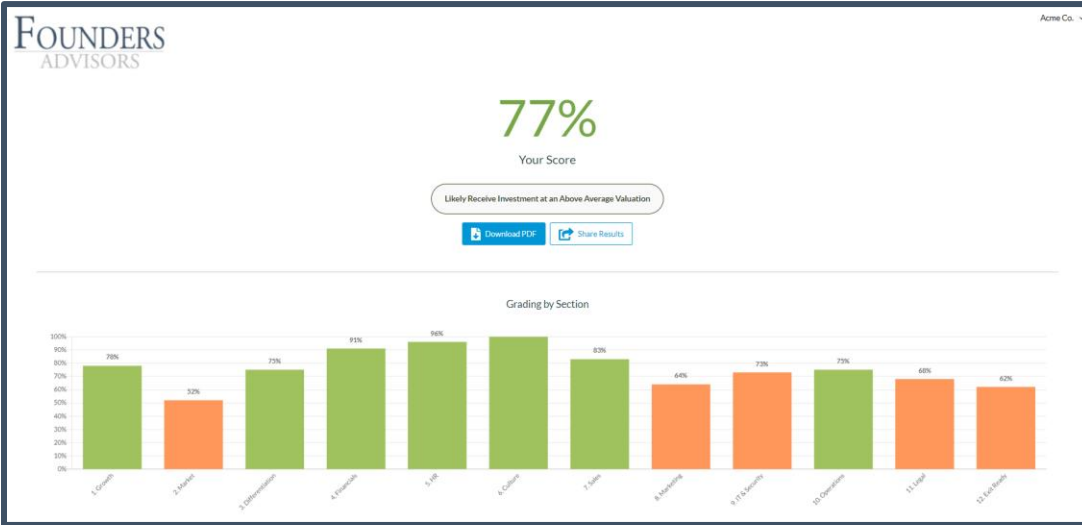 Acme Co.
FOUNDERS
ADVISORS
77%
Your Score
Likely Receive Investment at an Above Average Valuation
Download PDF
Share Results
Grading by Section
100%
90%
80%
70%
60%
50%
40%
30%
20%
10%
0%
78%
52%
75%
91%
96%
83%
64%
73%
75%
68%
62%
1. Growth
2. Market
3. Differentiation
4. Financials
5. HR
6. Culture
7. Sales
8. Marketing
9. IT & Security
10. Operations
11. Legal
12. Exit Ready